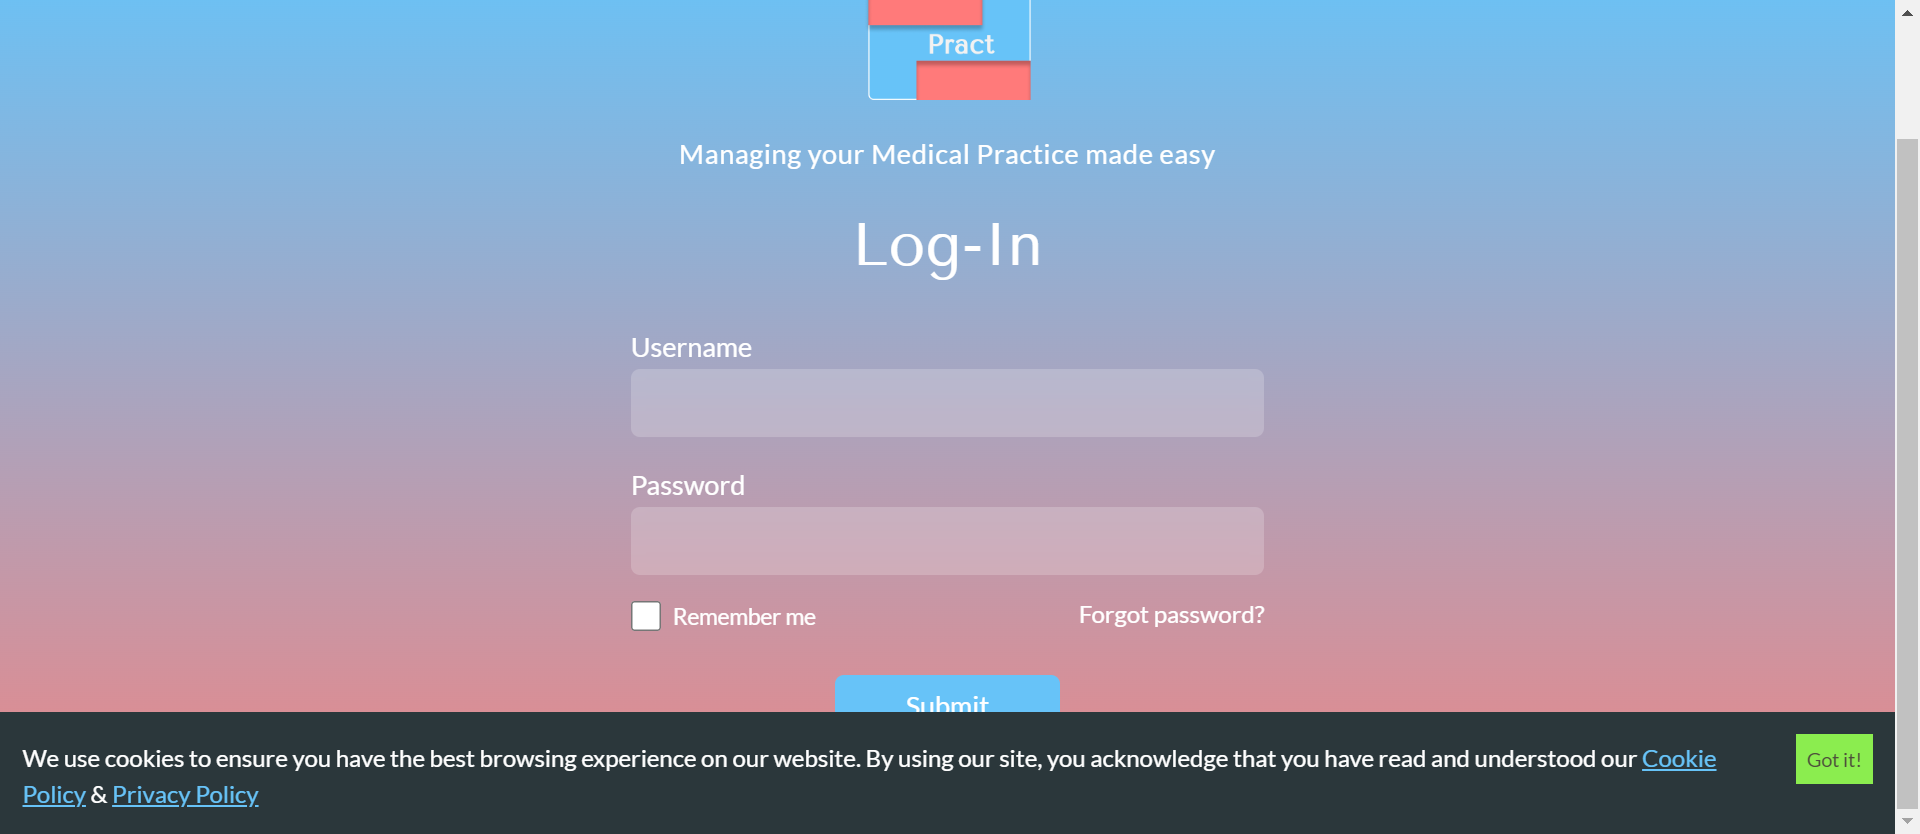 Pract
Managing your Medical Practice made easy
Log-In
Username
Password
Remember me
Forgot password?
Submit
We use cookies to ensure you have the best browsing experience on our website. By using our site, you acknowledge that you have read and understood our Cookie
Policy & Privacy Policy
Got it!